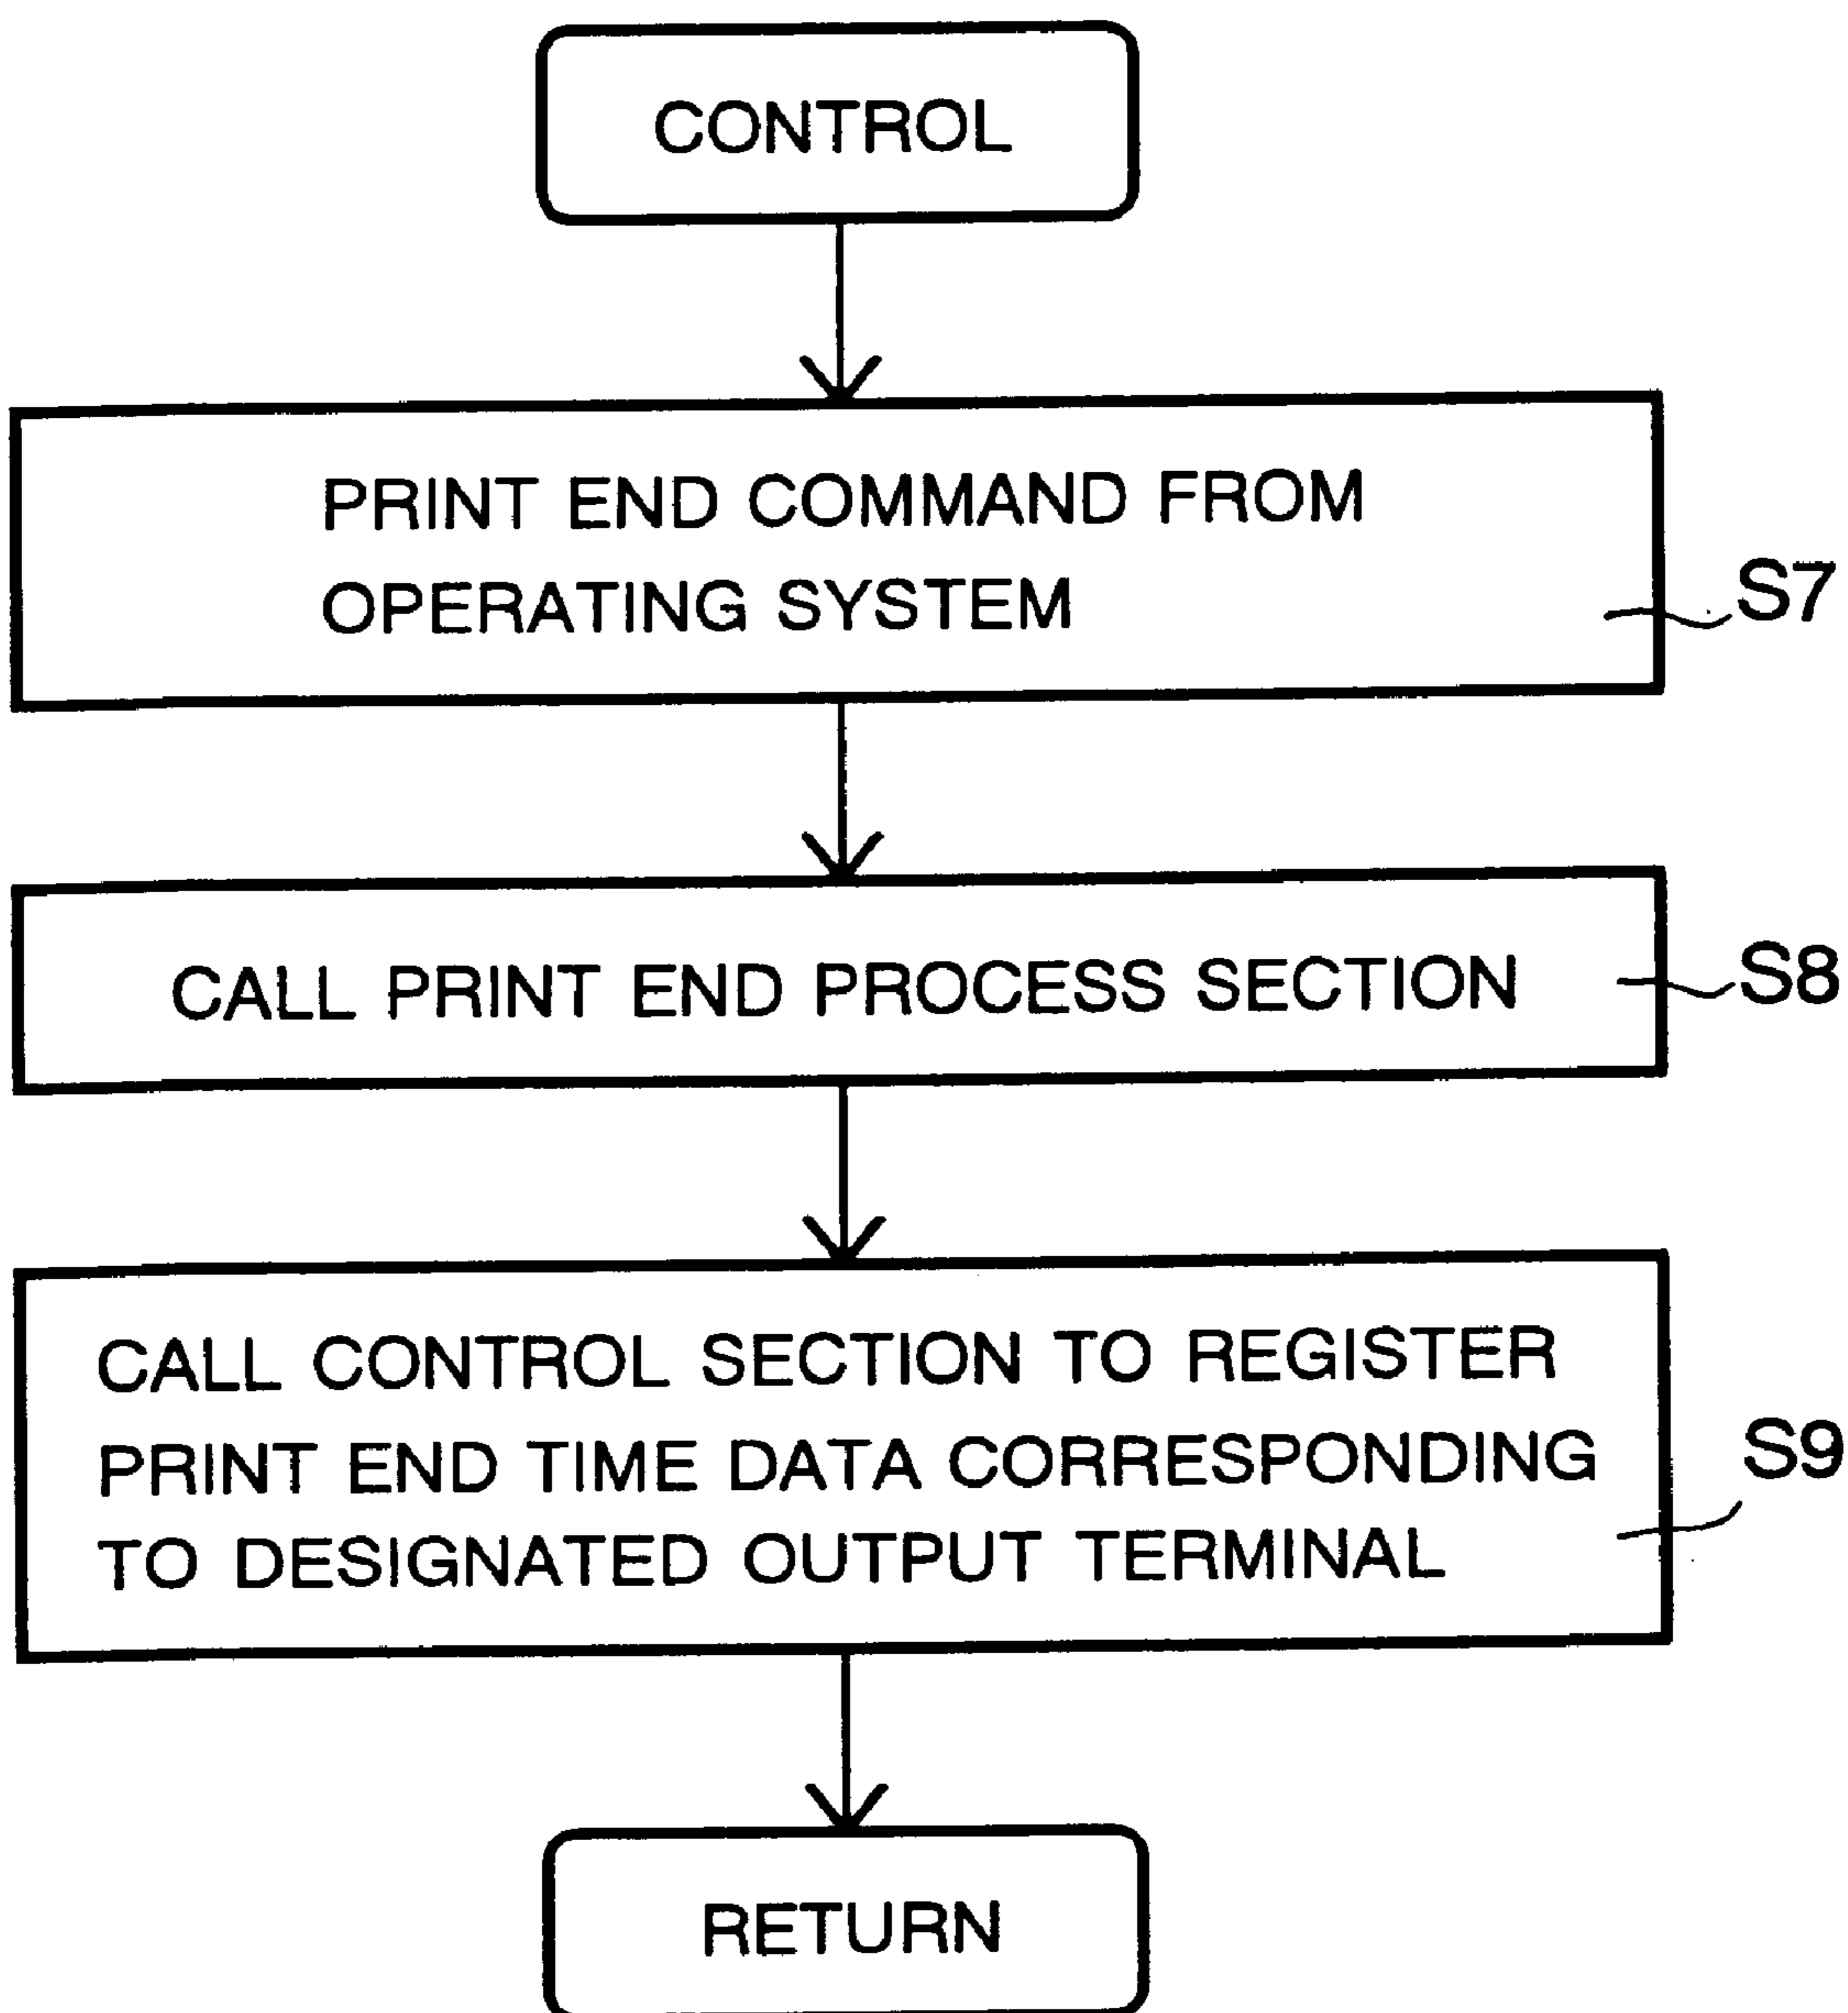 CONTROL
PRINT END COMMAND FROM
OPERATING SYSTEM
S7
CALL PRINT END PROCESS SECTION
S8
CALL CONTROL SECTION TO REGISTER
PRINT END TIME DATA CORRESPONDING
TO DESIGNATED OUTPUT TERMINAL
S9
RETURN